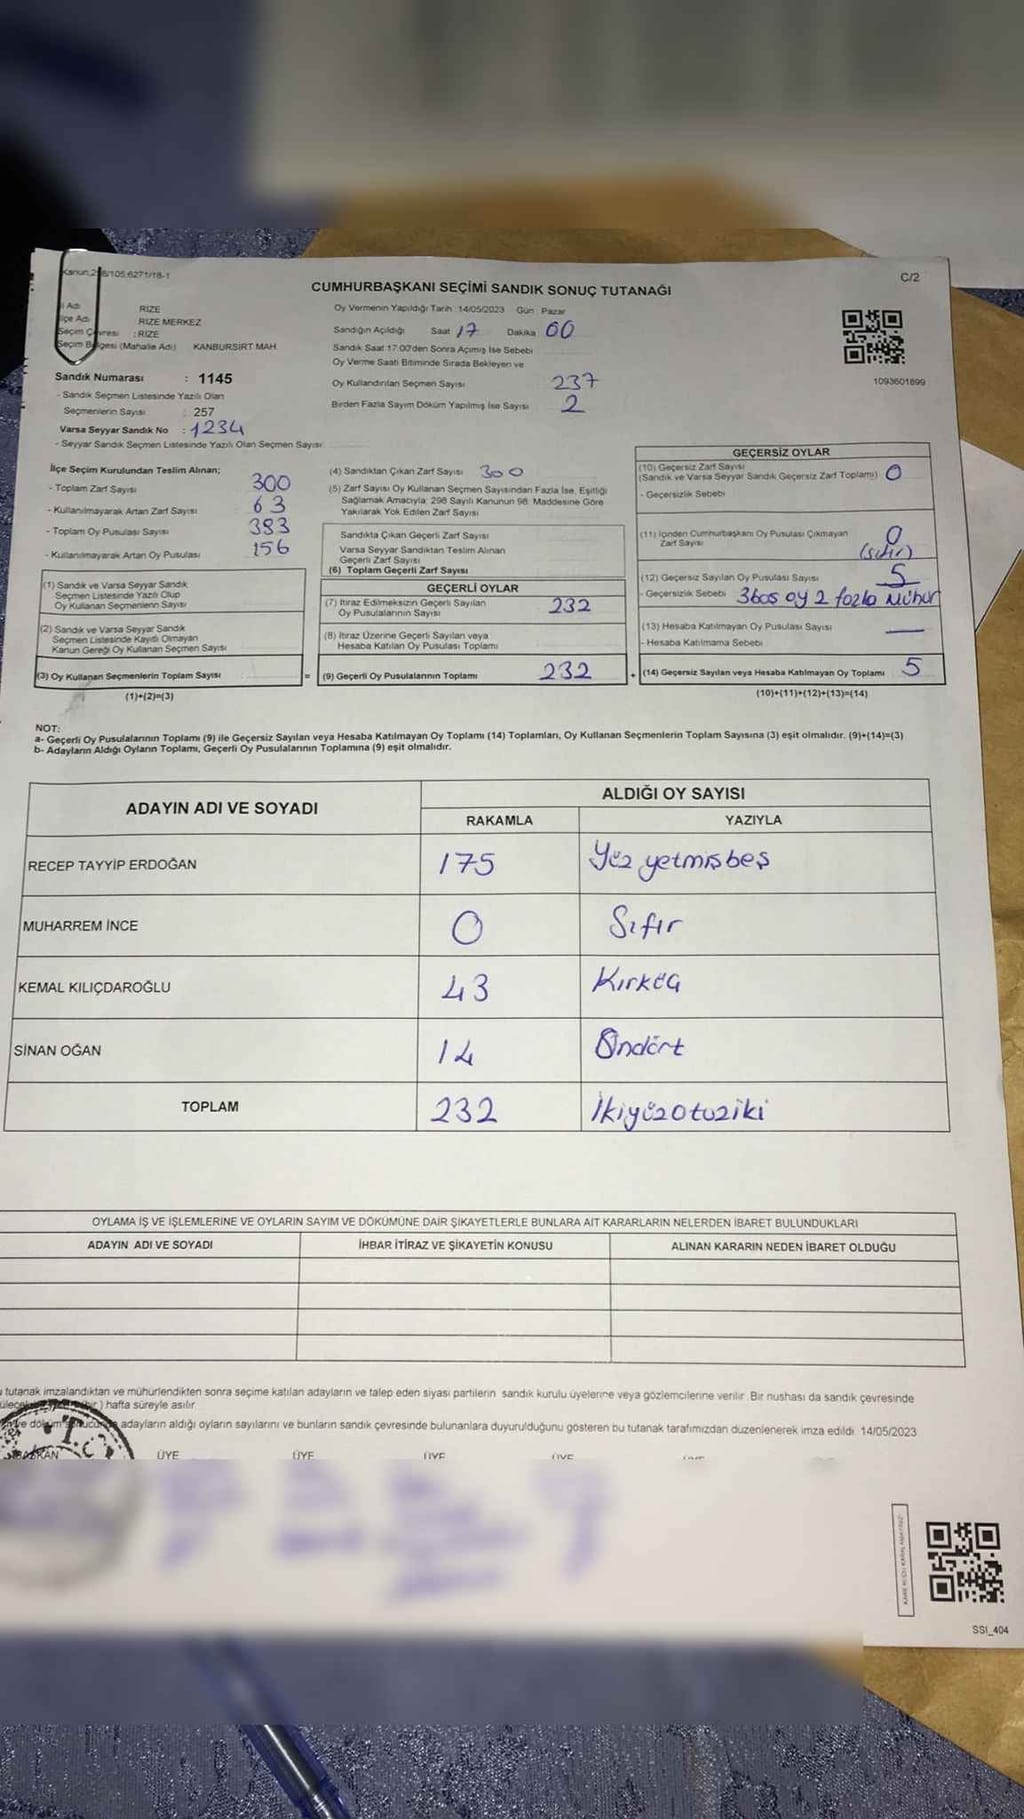 Kanun:298/105,6271/18-1
C/2
CUMHURBAŞKANI SEÇİMİ SANDIK SONUÇ TUTANAĞI
İl Adı RİZE
İlçe Adı RİZE MERKEZ
Seçim Çevresi :RİZE
Seçim Bölgesi (Mahalle Adı) KANBURSIRT MAH.
Oy Vermenin Yapıldığı Tarih 14/05/2023 Gün Pazar
Sandığın Açıldığı Saat 17 Dakika 00
Sandık Saat 17:00'den Sonra Açılmış İse Sebebi
Oy Verme Saati Bitiminde Sırada Bekleyen ve
Oy Kullandırılan Seçmen Sayısı 237
Birden Fazla Sayım Döküm Yapılmış İse Sayısı 2
1093601899
Sandık Numarası : 1145
- Sandık Seçmen Listesinde Yazılı Olan
Seçmenlerin Sayısı : 257
Varsa Seyyar Sandık No : 1234
- Seyyar Sandık Seçmen Listesinde Yazılı Olan Seçmen Sayısı:
İlçe Seçim Kurulundan Teslim Alınan;
- Toplam Zarf Sayısı 300
- Kullanılmayarak Artan Zarf Sayısı 63
- Toplam Oy Pusulası Sayısı 383
- Kullanılmayarak Artan Oy Pusulası 156
(1) Sandık ve Varsa Seyyar Sandık
Seçmen Listesinde Yazılı Olup
Oy Kullanan Seçmenlerin Sayısı
(2) Sandık ve Varsa Seyyar Sandık
Seçmen Listesinde Kayıtlı Olmayan
Kanun Gereği Oy Kullanan Seçmen Sayısı
(3) Oy Kullanan Seçmenlerin Toplam Sayısı
=
(1)+(2)=(3)
(4) Sandıktan Çıkan Zarf Sayısı 300
(5) Zarf Sayısı Oy Kullanan Seçmen Sayısından Fazla İse, Eşitliği
Sağlamak Amacıyla, 298 Sayılı Kanunun 98. Maddesine Göre
Yakılarak Yok Edilen Zarf Sayısı
Sandıkta Çıkan Geçerli Zarf Sayısı
Varsa Seyyar Sandıktan Teslim Alınan
Geçerli Zarf Sayısı
(6) Toplam Geçerli Zarf Sayısı
GEÇERLİ OYLAR
(7) İtiraz Edilmeksizin Geçerli Sayılan
Oy Pusulalarının Sayısı 232
(8) İtiraz Üzerine Geçerli Sayılan veya
Hesaba Katılan Oy Pusulası Toplamı
(9) Geçerli Oy Pusulalarının Toplamı 232
+
GEÇERSİZ OYLAR
(10) Geçersiz Zarf Sayısı
(Sandık ve Varsa Seyyar Sandık Geçersiz Zarf Toplamı) 0
- Geçersizlik Sebebi
(11) İçinden Cumhurbaşkanı Oy Pusulası Çıkmayan
Zarf Sayısı 0
(sıfır)
(12) Geçersiz Sayılan Oy Pusulası Sayısı 5
- Geçersizlik Sebebi 3 bos oy 2 fazla mühür
(13) Hesaba Katılmayan Oy Pusulası Sayısı —
- Hesaba Katılmama Sebebi
(14) Geçersiz Sayılan veya Hesaba Katılmayan Oy Toplamı 5
(10)+(11)+(12)+(13)=(14)
NOT:
a- Geçerli Oy Pusulalarının Toplamı (9) ile Geçersiz Sayılan veya Hesaba Katılmayan Oy Toplamı (14) Toplamları, Oy Kullanan Seçmenlerin Toplam Sayısına (3) eşit olmalıdır. (9)+(14)=(3)
b- Adayların Aldığı Oyların Toplamı, Geçerli Oy Pusulalarının Toplamına (9) eşit olmalıdır.
ADAYIN ADI VE SOYADI
ALDIĞI OY SAYISI
RAKAMLA YAZIYLA
RECEP TAYYİP ERDOĞAN 175 Yüz yetmişbeş
MUHARREM İNCE 0 Sıfır
KEMAL KILIÇDAROĞLU 43 Kırküç
SİNAN OĞAN 14 Ondört
TOPLAM 232 İkiyüzotuziki
OYLAMA İŞ VE İŞLEMLERİNE VE OYLARIN SAYIM VE DÖKÜMÜNE DAİR ŞİKAYETLERLE BUNLARA AİT KARARLARIN NELERDEN İBARET BULUNDUKLARI
ADAYIN ADI VE SOYADI İHBAR İTİRAZ VE ŞİKAYETİN KONUSU ALINAN KARARIN NEDEN İBARET OLDUĞU
tutanak imzalandıktan ve mühürlendikten sonra seçime katılan adayların ve talep eden siyasi partilerin sandık kurulu üyelerine veya gözlemcilerine verilir. Bir nushası da sandık çevresinde
(bir) hafta süreyle asılır.
ve döküm sonucunda adayların aldığı oyların sayılarını ve bunların sandık çevresinde bulunanlara duyurulduğunu gösteren bu tutanak tarafımızdan düzenlenerek imza edildi. 14/05/2023
T.C.
BAŞKAN ÜYE ÜYE ÜYE ÜYE
SSI_404